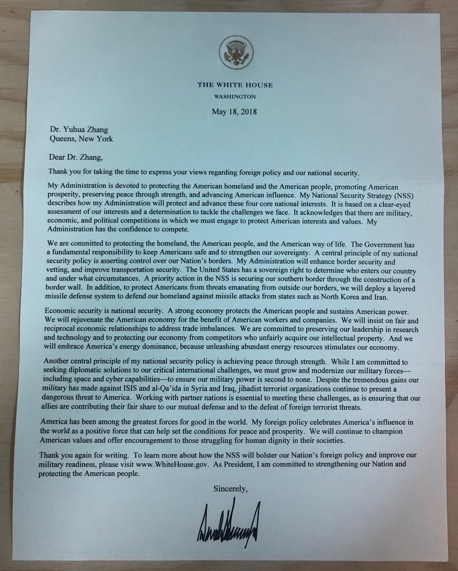 THE WHITE HOUSE
WASHINGTON
May 18, 2018
Dr. Yuhua Zhang
Queens, New York
Dear Dr. Zhang,
Thank you for taking the time to express your views regarding foreign policy and our national security.
My Administration is devoted to protecting the American homeland and the American people, promoting American
prosperity, preserving peace through strength, and advancing American influence. My National Security Strategy (NSS)
describes how my Administration will protect and advance these four core national interests. It is based on a clear-eyed
assessment of our interests and a determination to tackle the challenges we face. It acknowledges that there are military,
economic, and political competitions in which we must engage to protect American interests and values. My
Administration has the confidence to compete.
We are committed to protecting the homeland, the American people, and the American way of life. The Government has
a fundamental responsibility to keep Americans safe and to strengthen our sovereignty. A central principle of my national
security policy is asserting control over our Nation's borders. My Administration will enhance border security and
vetting, and improve transportation security. The United States has a sovereign right to determine who enters our country
and under what circumstances. A priority action in the NSS is securing our southern border through the construction of a
border wall. In addition, to protect Americans from threats emanating from outside our borders, we will deploy a layered
missile defense system to defend our homeland against missile attacks from states such as North Korea and Iran.
Economic security is national security. A strong economy protects the American People and sustains American power.
We will rejuvenate the American economy for the benefit of American workers and companies. We will insist on fair and
reciprocal economic relationships to address trade imbalances. We are committed to preserving our leadership in research
and technology and to protecting our economy from competitors who unfairly acquire our intellectual property. And we
will embrace America's energy dominance, because unleashing abundant energy resources stimulates our economy.
Another central principle of my national security policy is achieving peace through strength. While I am committed to
seeking diplomatic solutions to our critical international challenges, we must grow and modernize our military forces—
including space and cyber capabilities—to ensure our military power is second to none. Despite the tremendous gains our
military has made against ISIS and al-Qa'ida in Syria and Iraq, jihadist terrorist organizations continue to present a
dangerous threat to America. Working with partner nations is essential to meeting these challenges, as is ensuring that our
allies are contributing their fair share to our mutual defense and to the defeat of foreign terrorist threats.
America has been among the greatest forces for good in the world. My foreign policy celebrates America's influence in
the world as a positive force that can help set the conditions for peace and prosperity. We will continue to champion
American values and offer encouragement to those struggling for human dignity in their societies.
Thank you again for writing. To learn more about how the NSS will bolster our Nation's foreign policy and improve our
military readiness, please visit www.WhiteHouse.gov. As President, I am committed to strengthening our Nation and
protecting the American people.
Sincerely,